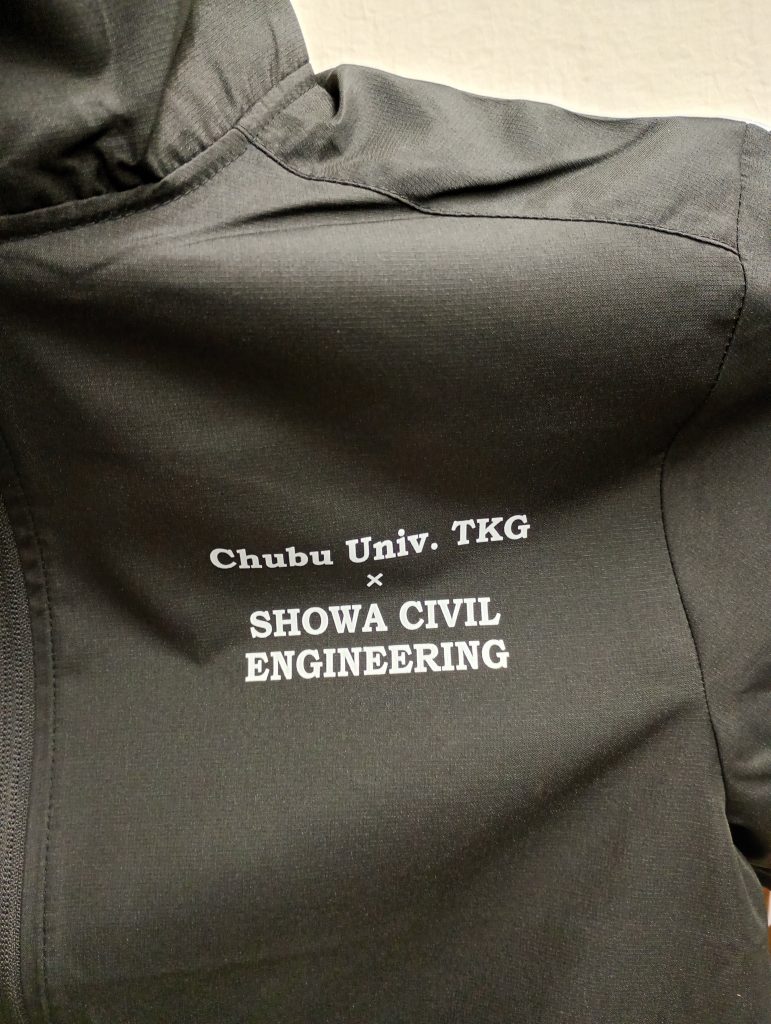 Chubu Univ. TKG
×
SHOWA CIVIL
ENGINEERING